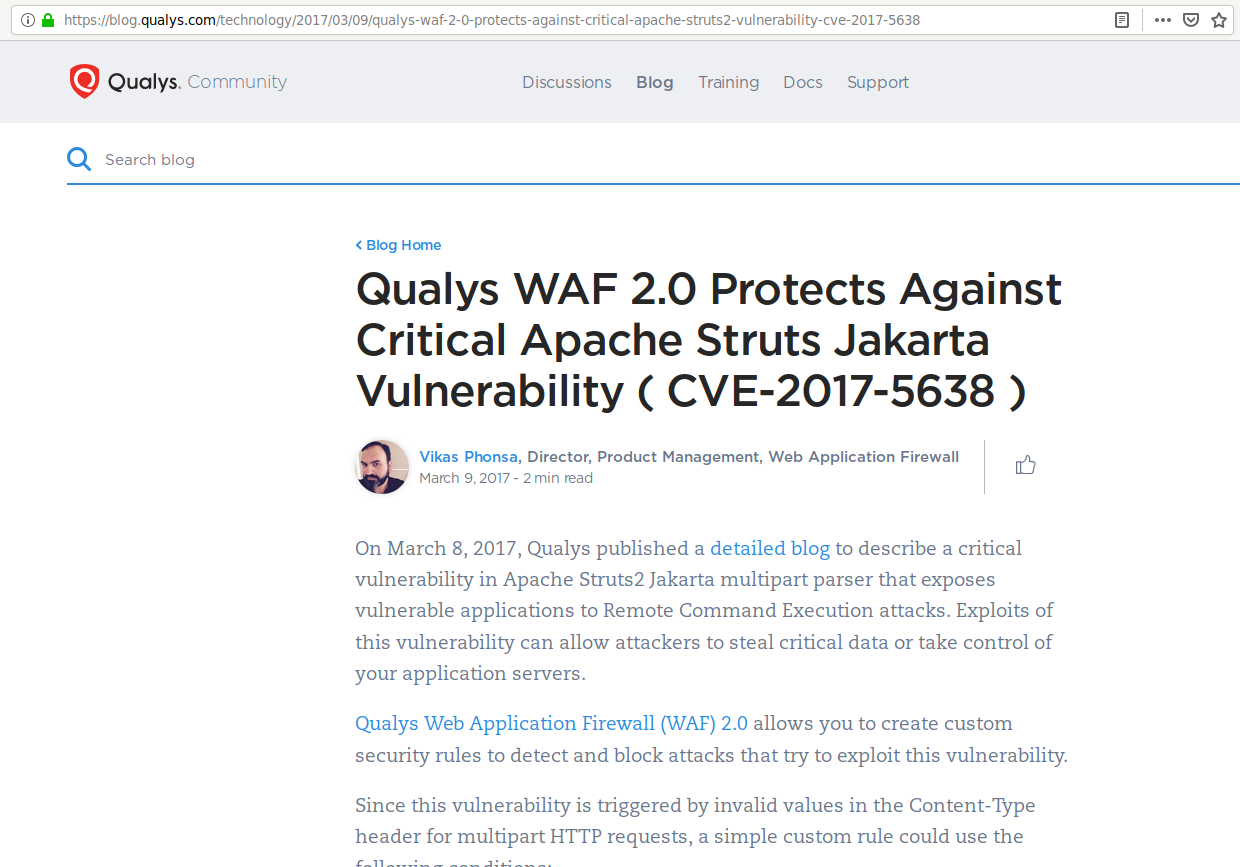 https://blog.qualys.com/technology/2017/03/09/qualys-waf-2-0-protects-against-critical-apache-struts2-vulnerability-cve-2017-5638
Qualys. Community
Discussions Blog Training Docs Support
Search blog
Blog Home
Qualys WAF 2.0 Protects Against
Critical Apache Struts Jakarta
Vulnerability ( CVE-2017-5638 )
Vikas Phonsa, Director, Product Management, Web Application Firewall
March 9, 2017 - 2 min read
On March 8, 2017, Qualys published a detailed blog to describe a critical
vulnerability in Apache Struts2 Jakarta multipart parser that exposes
vulnerable applications to Remote Command Execution attacks. Exploits of
this vulnerability can allow attackers to steal critical data or take control of
your application servers.
Qualys Web Application Firewall (WAF) 2.0 allows you to create custom
security rules to detect and block attacks that try to exploit this vulnerability.
Since this vulnerability is triggered by invalid values in the Content-Type
header for multipart HTTP requests, a simple custom rule could use the
following conditions: